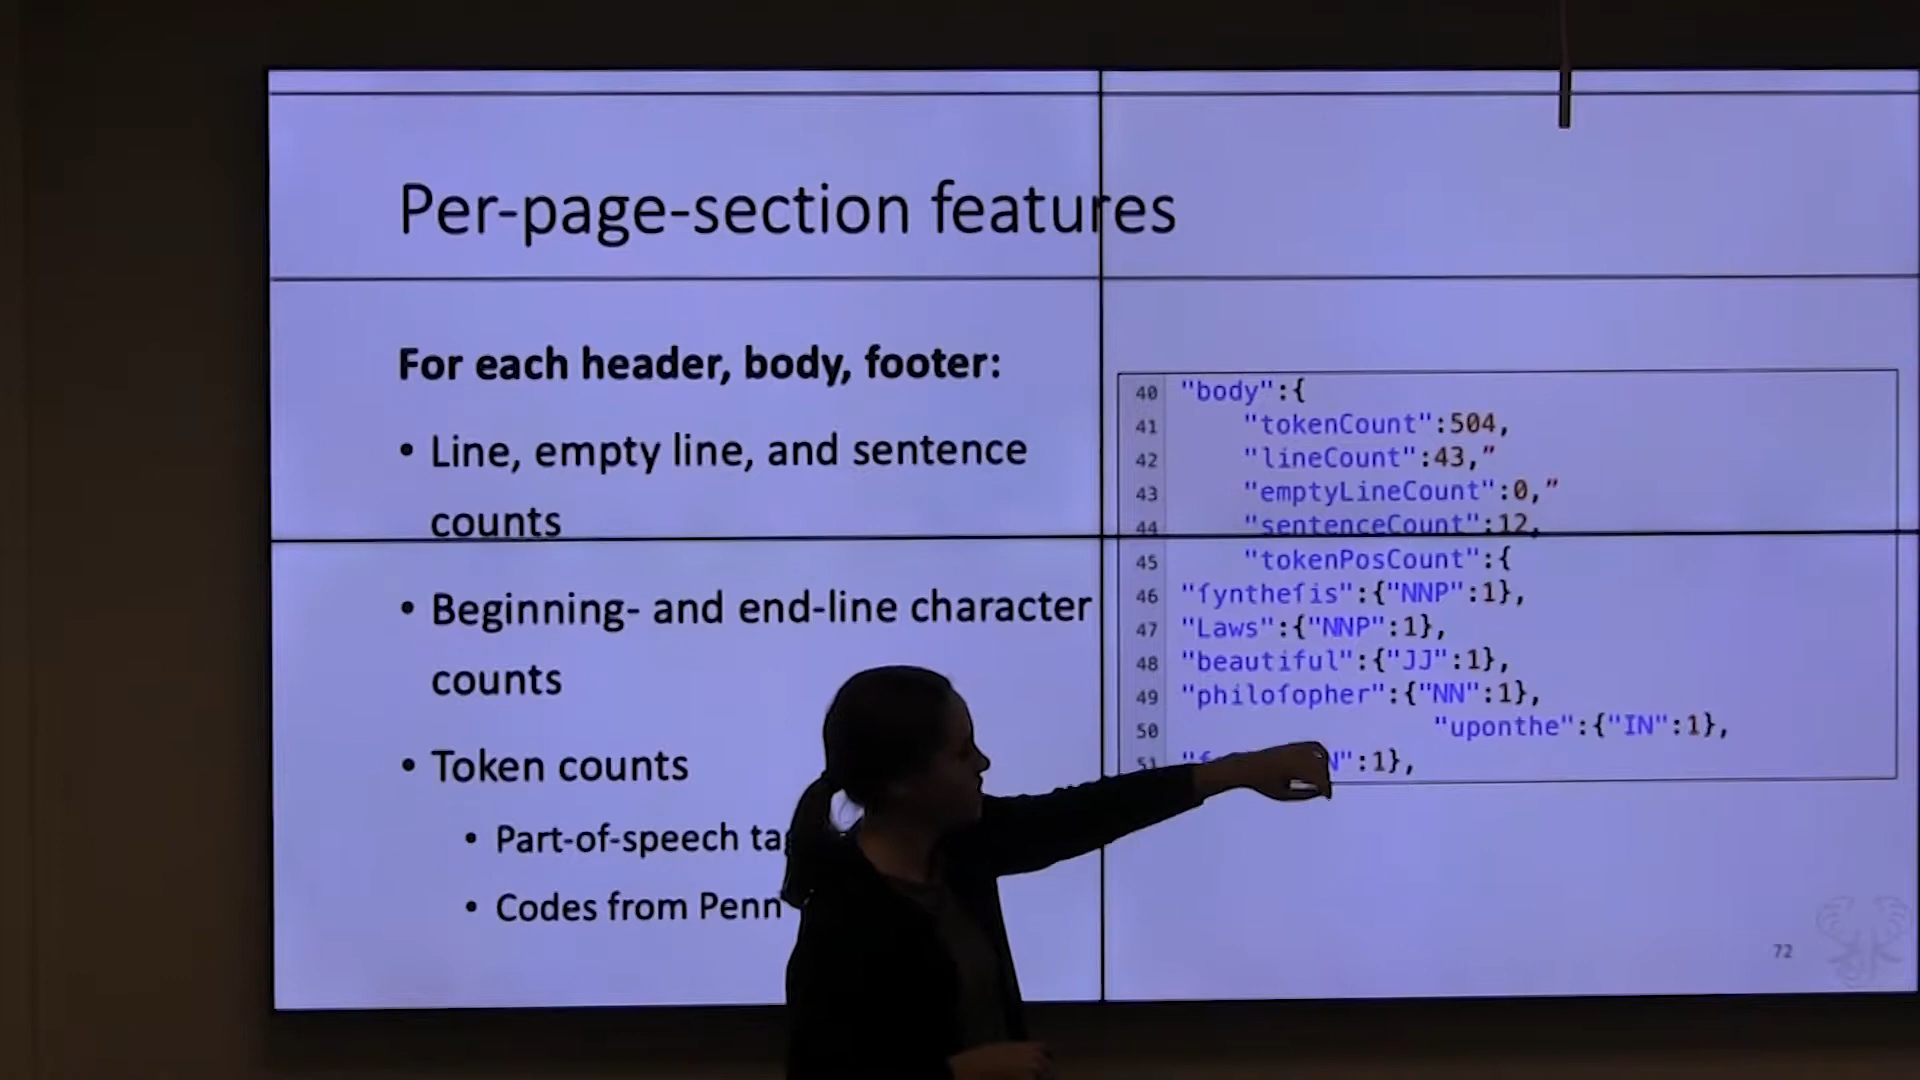 Per-page-section features
For each header, body, footer:
• Line, empty line, and sentence
counts
• Beginning- and end-line character
counts
• Token counts
• Part-of-speech
• Codes from Penn
40 "body":{
41 "tokenCount":504,
42 "lineCount":43,”
43 "emptyLineCount":0,”
44 "sentenceCount":12,
45 "tokenPosCount":{
46 "ſyntheſis":{"NNP":1},
47 "Laws":{"NNP":1},
48 "beautiful":{"JJ":1},
49 "philoſopher":{"NN":1},
50 "uponthe":{"IN":1},
51 N":1},
72